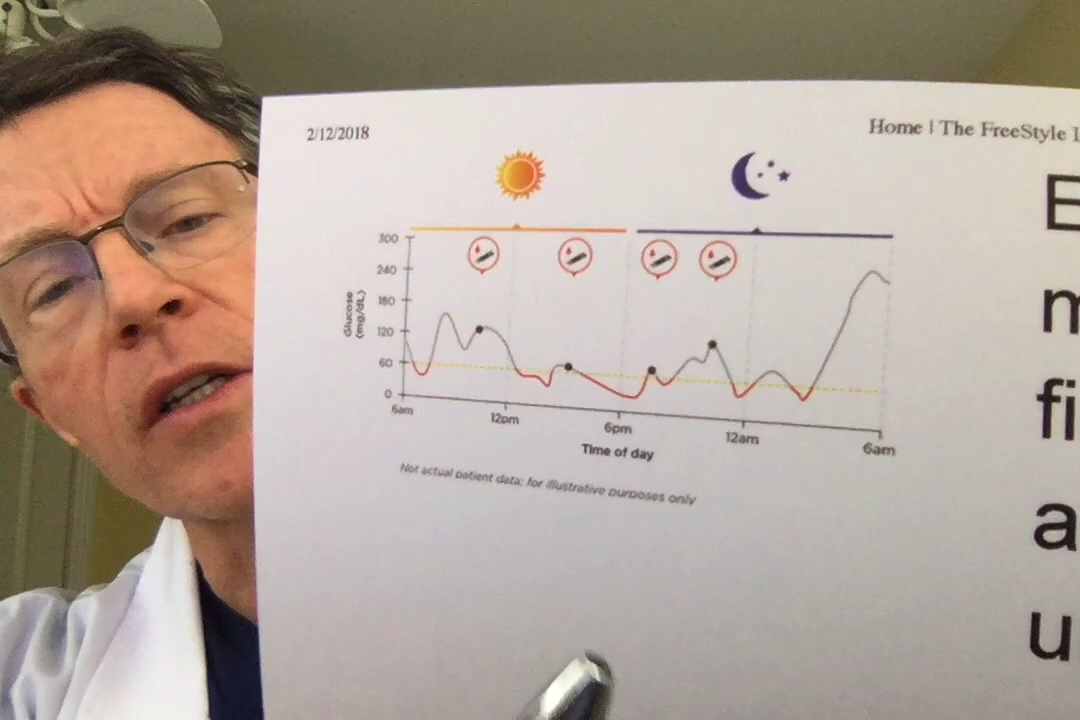 2/12/2018
Home | The FreeStyle
300
240
180
120
60
0
Glucose
(mg/dL)
6am
12pm
6pm
12am
6am
Time of day
Not actual patient data; for illustrative purposes only
E
m
fi
a
u